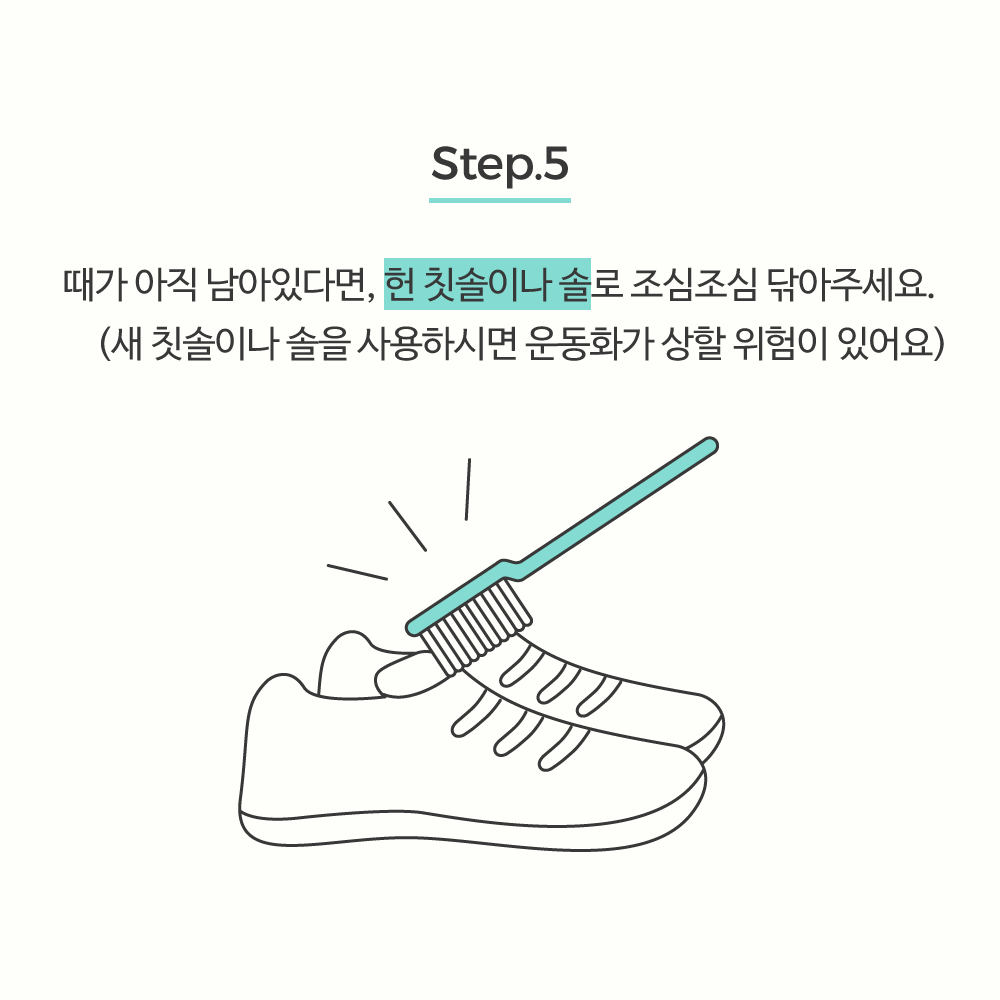 Step.5
때가 아직 남아있다면, 헌 칫솔이나 솔로 조심조심 닦아주세요.
(새 칫솔이나 솔을 사용하시면 운동화가 상할 위험이 있어요)